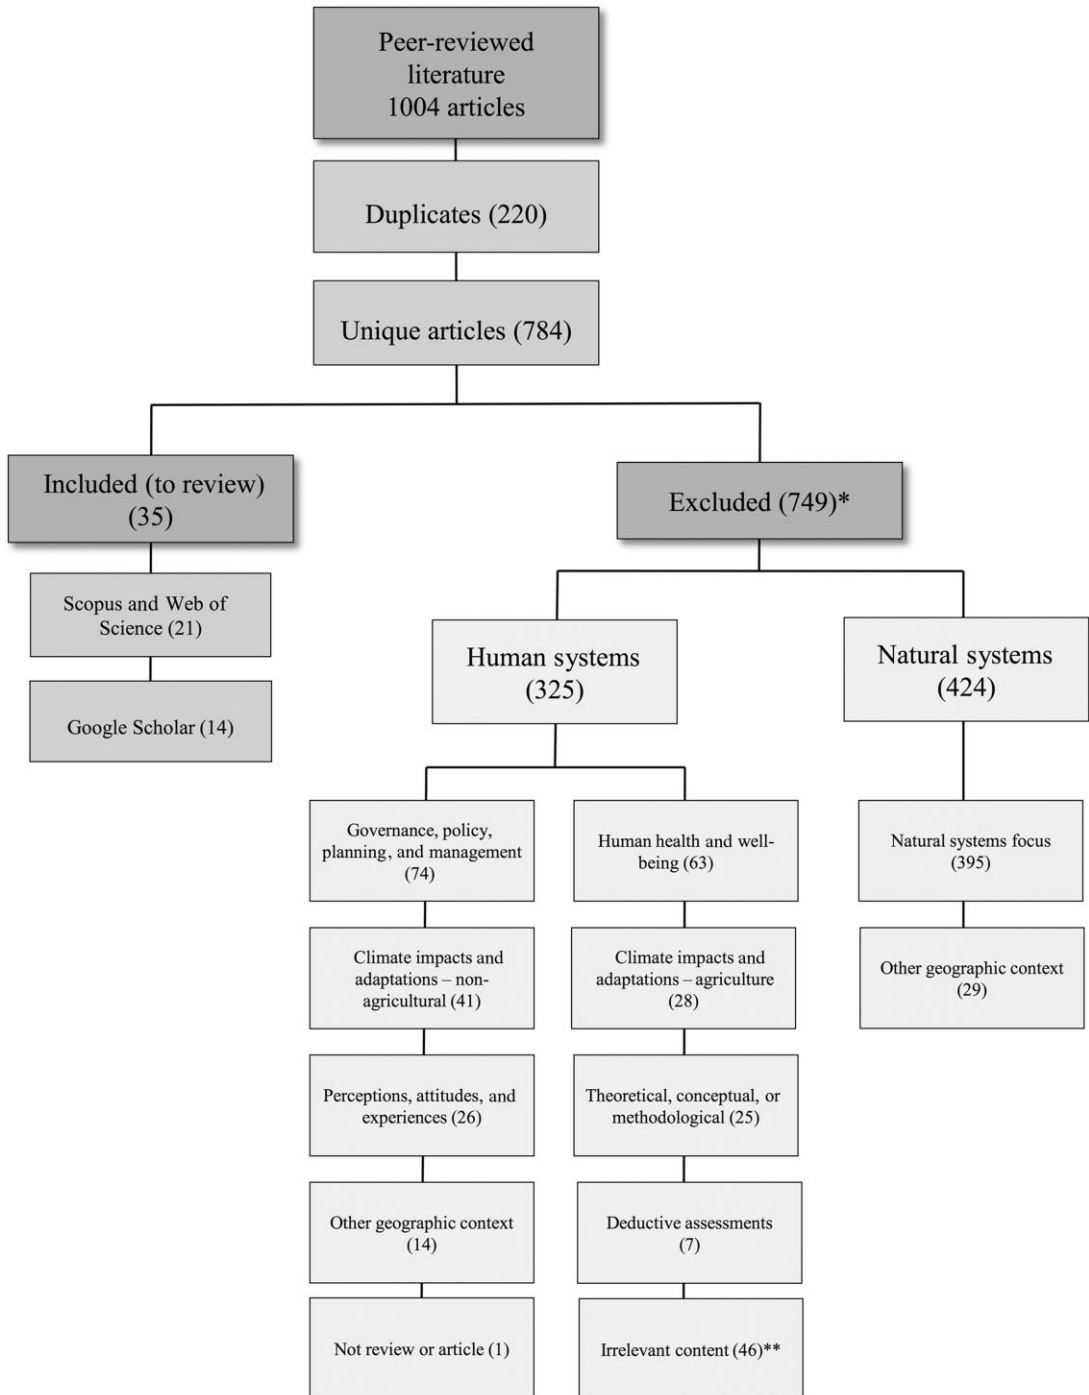 Peer-reviewed
literature
1004 articles
Duplicates (220)
Unique articles (784)
Included (to review)
(35)
Scopus and Web of
Science (21)
Google Scholar (14)
Excluded (749)*
Human systems
(325)
Natural systems
(424)
Governance, policy,
planning, and management
(74)
Climate impacts and
adaptations – non-
agricultural (41)
Perceptions, attitudes, and
experiences (26)
Other geographic context
(14)
Not review or article (1)
Human health and well-
being (63)
Climate impacts and
adaptations – agriculture
(28)
Theoretical, conceptual, or
methodological (25)
Deductive assessments
(7)
Irrelevant content (46)**
Natural systems focus
(395)
Other geographic context
(29)